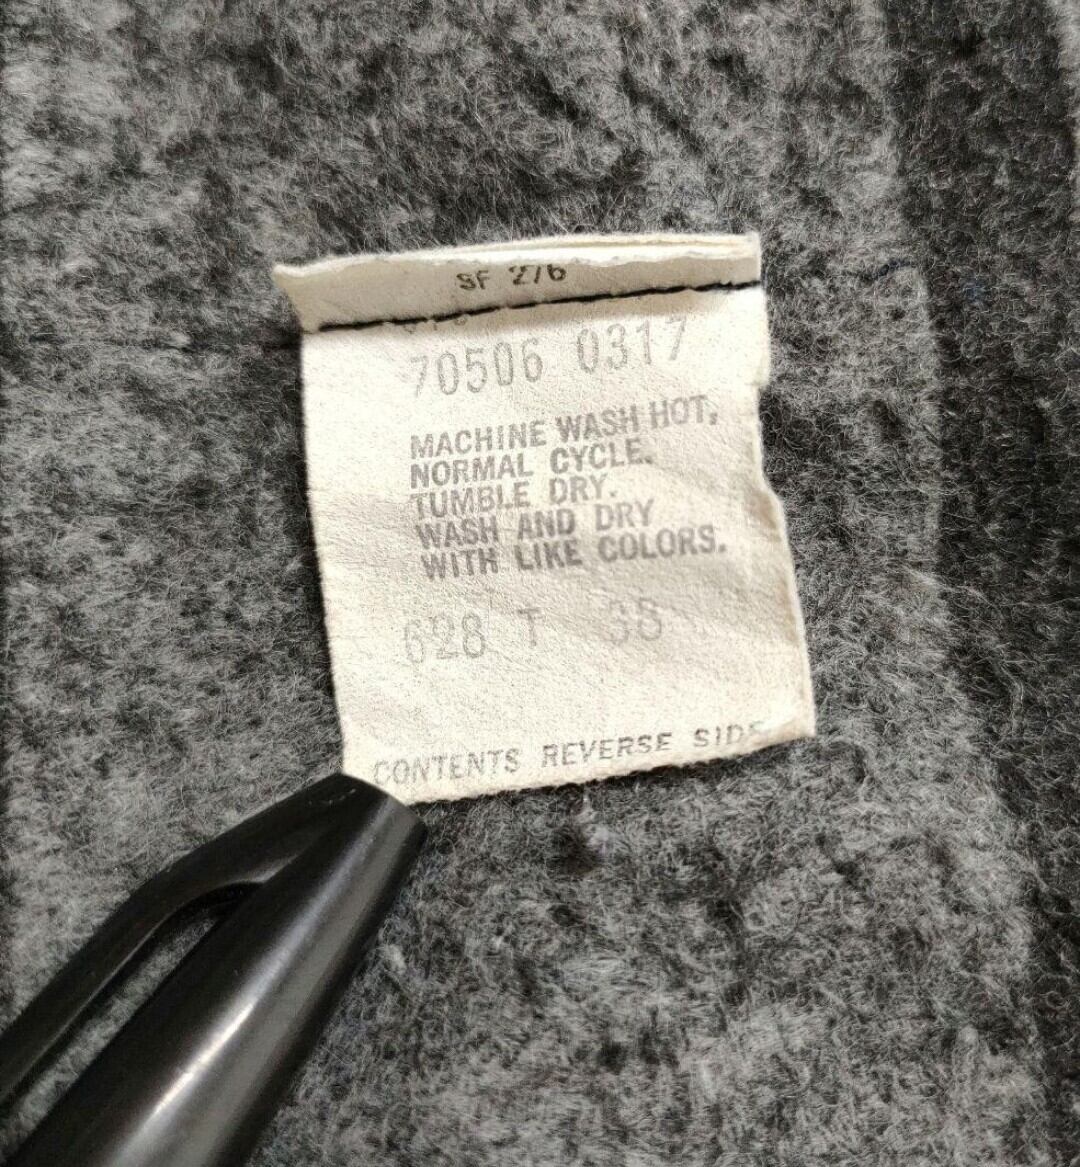 SF 276
70506 0317
MACHINE WASH HOT,
NORMAL CYCLE.
TUMBLE DRY.
WASH AND DRY
WITH LIKE COLORS.
628 T 38
CONTENTS REVERSE SIDE